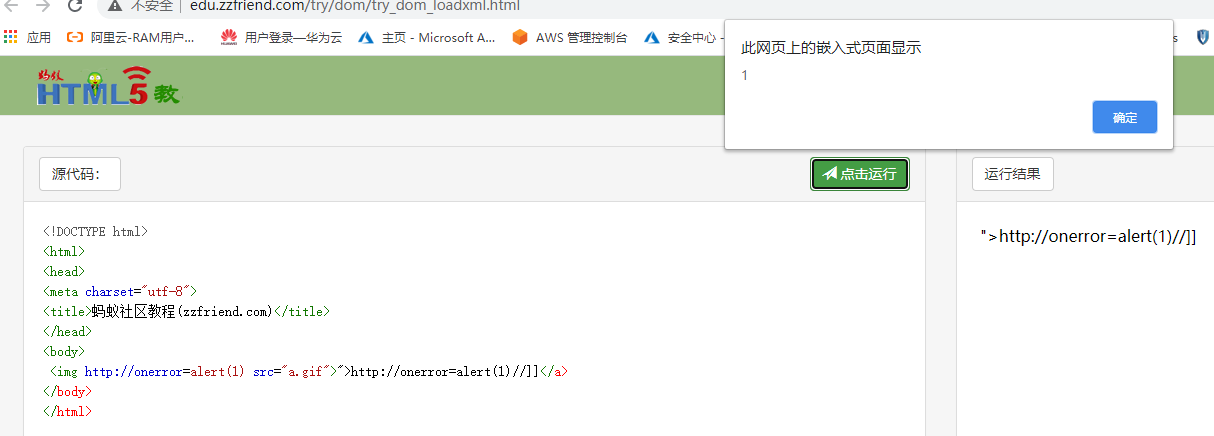 不安全 edu.zzfriend.com/try/dom/try_dom_loadxml.html
应用 阿里云-RAM用户... 用户登录—华为云 主页 - Microsoft A... AWS 管理控制台 安全中心 -
HUAWEI
此网页上的嵌入式页面显示
1
确定
蚂蚁
HTML5 教
源代码：
点击运行
运行结果
<!DOCTYPE html>
<html>
<head>
<meta charset="utf-8">
<title>蚂蚁社区教程(zzfriend.com)</title>
</head>
<body>
<img http://onerror=alert(1) src="a.gif">">http://onerror=alert(1)//]]</a>
</body>
</html>
">http://onerror=alert(1)//]]